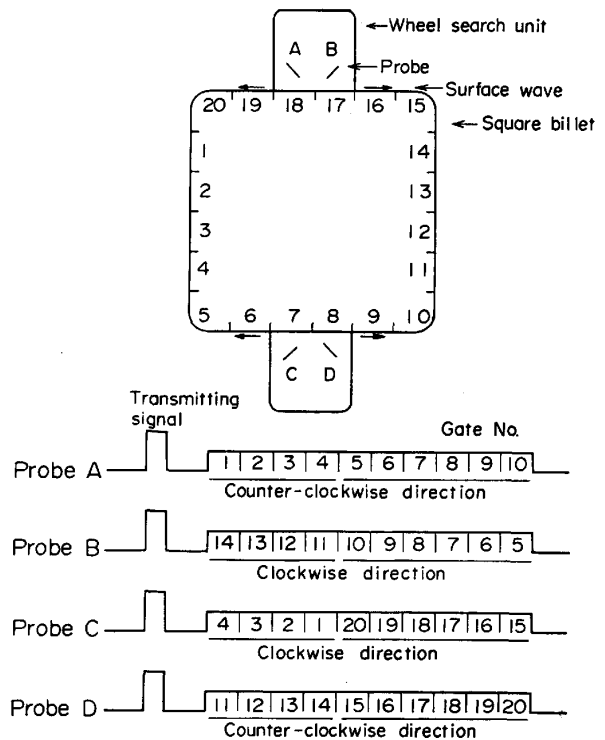 Wheel search unit
A B
Probe
Surface wave
20 19 18 17 16 15
Square billet
1 14
2 13
3 12
4 11
5 6 7 8 9 10
C D
Transmitting
signal
Gate No.
Probe A 1 2 3 4 5 6 7 8 9 10
Counter-clockwise direction
Probe B 14 13 12 11 10 9 8 7 6 5
Clockwise direction
Probe C 4 3 2 1 20 19 18 17 16 15
Clockwise direction
Probe D 11 12 13 14 15 16 17 18 19 20
Counter-clockwise direction